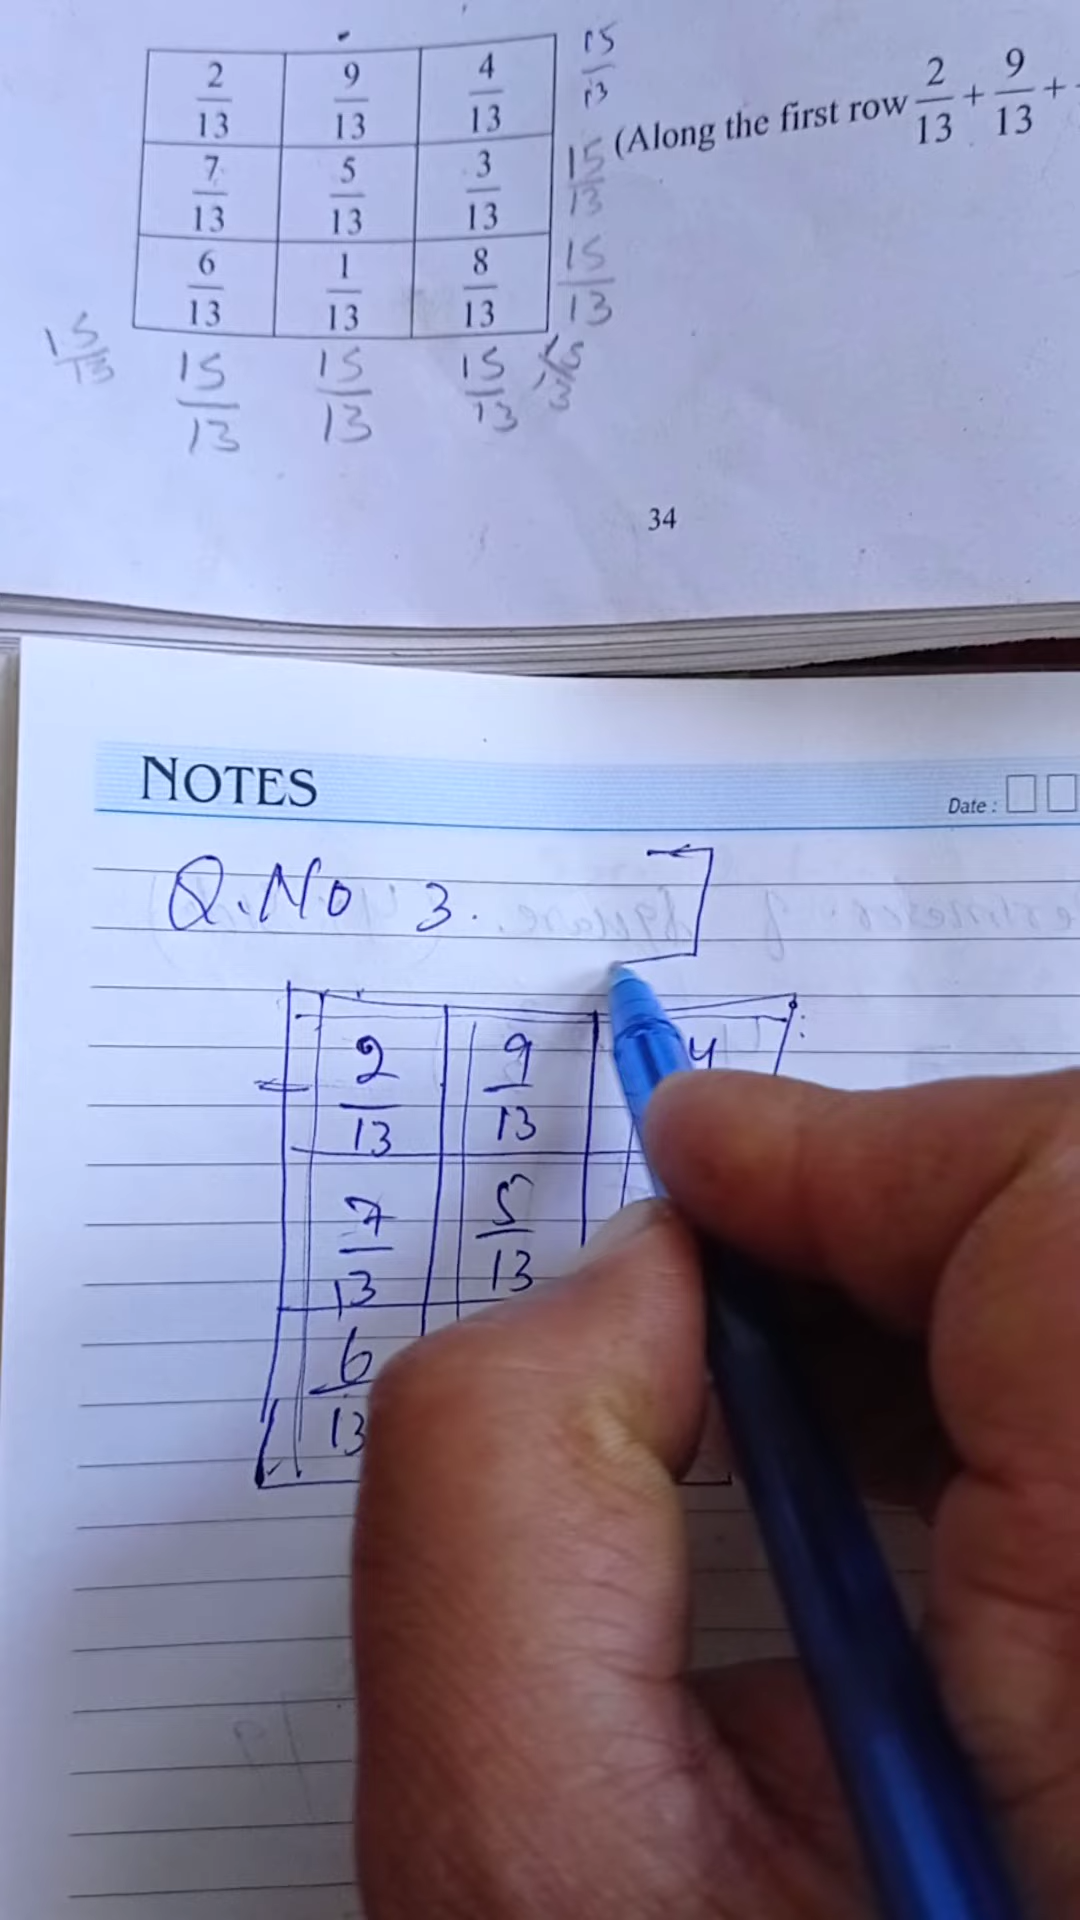 2/13 9/13 4/13 15/13
(Along the first row 2/13 + 9/13 +
7/13 5/13 3/13 15/13
6/13 1/13 8/13 15/13
15/13 15/13 15/13 15/13 15/13
34
NOTES
Date :
Q. No 3.
2/13 9/13 4
7/13 5/13
6/13